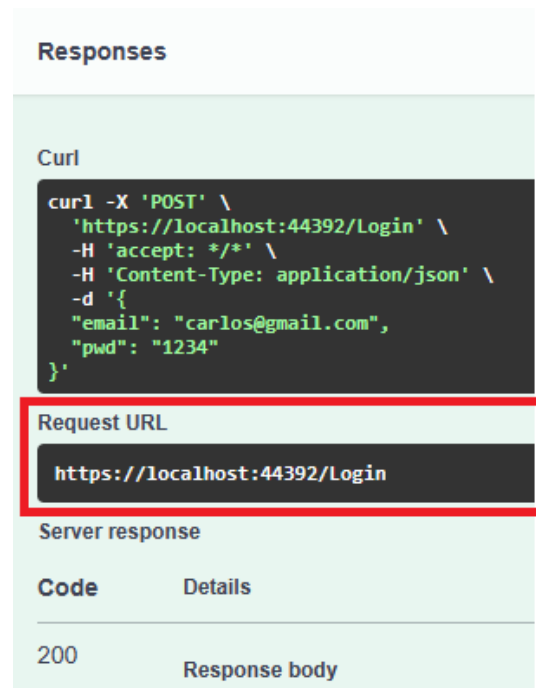 Responses
Curl
curl -X 'POST' \
'https://localhost:44392/Login' \
-H 'accept: */*' \
-H 'Content-Type: application/json' \
-d '{
"email": "carlos@gmail.com",
"pwd": "1234"
}'
Request URL
https://localhost:44392/Login
Server response
Code Details
200
Response body